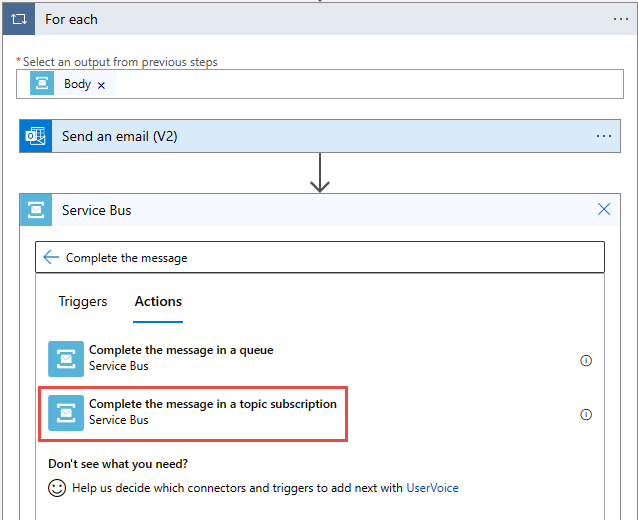 For each
* Select an output from previous steps
Body ×
Send an email (V2)
Service Bus
Complete the message
Triggers Actions
Complete the message in a queue
Service Bus
Complete the message in a topic subscription
Service Bus
Don't see what you need?
Help us decide which connectors and triggers to add next with UserVoice